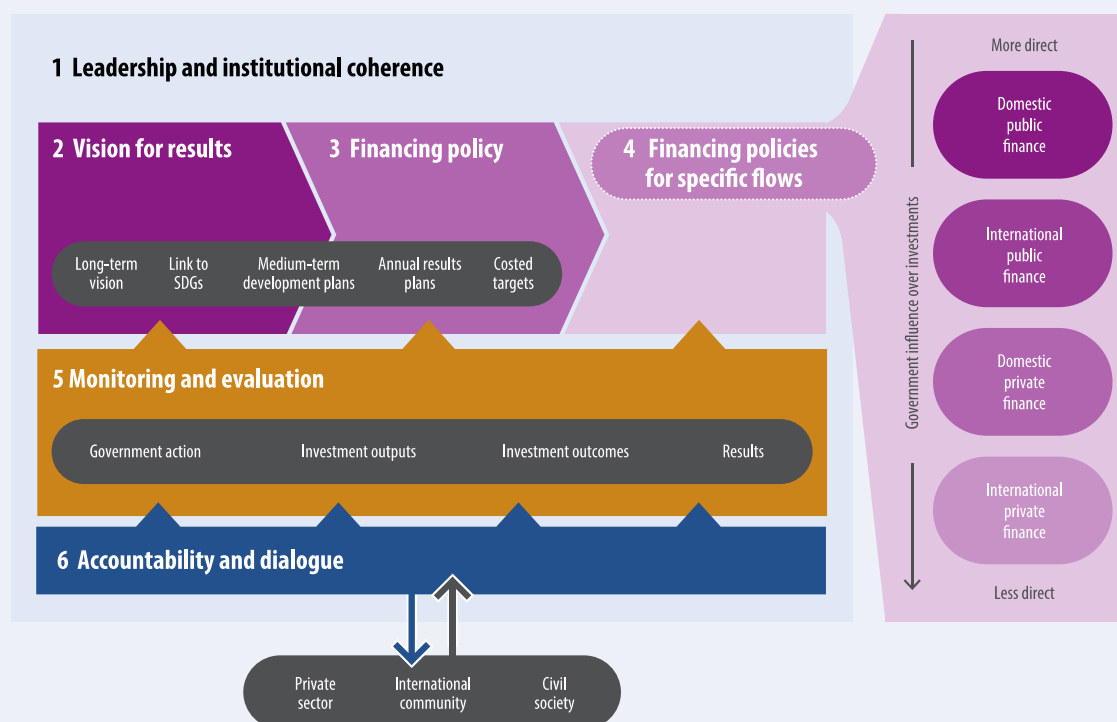 1 Leadership and institutional coherence
2 Vision for results
3 Financing policy
4 Financing policies
for specific flows
Long-term
vision
Link to
SDGs
Medium-term
development plans
Annual results
plans
Costed
targets
5 Monitoring and evaluation
Government action
Investment outputs
Investment outcomes
Results
6 Accountability and dialogue
Private
sector
International
community
Civil
society
More direct
Government influence over investments
Domestic
public
finance
International
public
finance
Domestic
private
finance
International
private
finance
Less direct